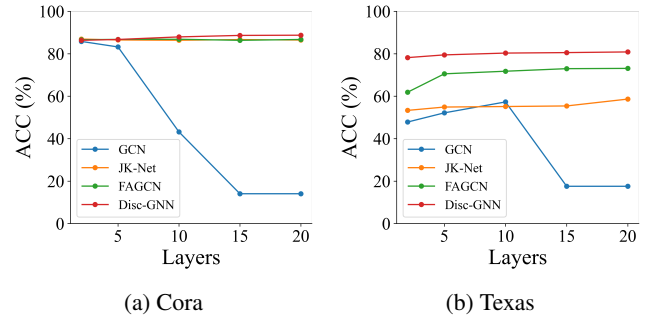 100
80
60
40
20
0
ACC (%)
GCN
JK-Net
FAGCN
Disc-GNN
5 10 15 20
Layers
(a) Cora
100
80
60
40
20
0
ACC (%)
GCN
JK-Net
FAGCN
Disc-GNN
5 10 15 20
Layers
(b) Texas